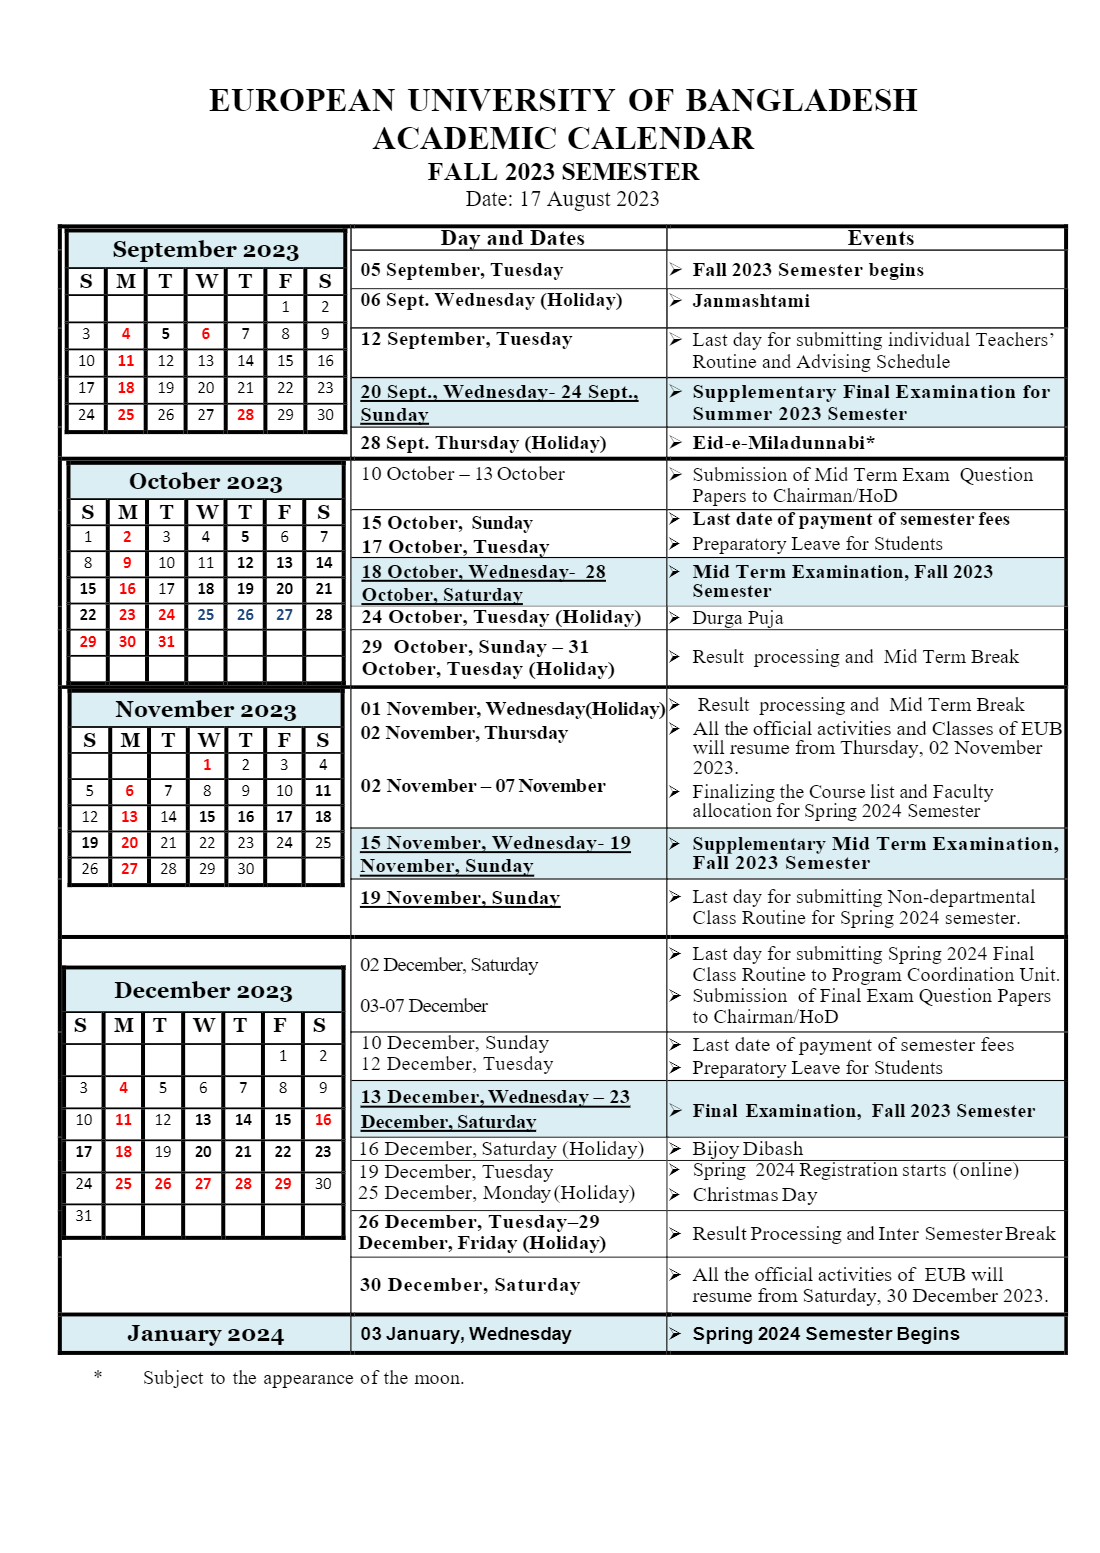 EUROPEAN UNIVERSITY OF BANGLADESH
ACADEMIC CALENDAR
FALL 2023 SEMESTER
Date: 17 August 2023
September 2023
S M T W T F S
1 2
3 4 5 6 7 8 9
10 11 12 13 14 15 16
17 18 19 20 21 22 23
24 25 26 27 28 29 30
Day and Dates Events
05 September, Tuesday ➢ Fall 2023 Semester begins
06 Sept. Wednesday (Holiday) ➢ Janmashtami
12 September, Tuesday ➢ Last day for submitting individual Teachers’
Routine and Advising Schedule
20 Sept., Wednesday- 24 Sept., ➢ Supplementary Final Examination for
Sunday Summer 2023 Semester
28 Sept. Thursday (Holiday) ➢ Eid-e-Miladunnabi*
October 2023
S M T W T F S
1 2 3 4 5 6 7
8 9 10 11 12 13 14
15 16 17 18 19 20 21
22 23 24 25 26 27 28
29 30 31
10 October – 13 October ➢ Submission of Mid Term Exam Question
Papers to Chairman/HoD
15 October, Sunday ➢ Last date of payment of semester fees
17 October, Tuesday ➢ Preparatory Leave for Students
18 October, Wednesday- 28 ➢ Mid Term Examination, Fall 2023
October, Saturday Semester
24 October, Tuesday (Holiday) ➢ Durga Puja
29 October, Sunday – 31
October, Tuesday (Holiday) ➢ Result processing and Mid Term Break
November 2023
S M T W T F S
1 2 3 4
5 6 7 8 9 10 11
12 13 14 15 16 17 18
19 20 21 22 23 24 25
26 27 28 29 30
01 November, Wednesday(Holiday) ➢ Result processing and Mid Term Break
02 November, Thursday ➢ All the official activities and Classes of EUB
will resume from Thursday, 02 November
2023.
02 November – 07 November ➢ Finalizing the Course list and Faculty
allocation for Spring 2024 Semester
15 November, Wednesday- 19 ➢ Supplementary Mid Term Examination,
November, Sunday Fall 2023 Semester
19 November, Sunday ➢ Last day for submitting Non-departmental
Class Routine for Spring 2024 semester.
December 2023
S M T W T F S
1 2
3 4 5 6 7 8 9
10 11 12 13 14 15 16
17 18 19 20 21 22 23
24 25 26 27 28 29 30
31
02 December, Saturday ➢ Last day for submitting Spring 2024 Final
Class Routine to Program Coordination Unit.
03-07 December ➢ Submission of Final Exam Question Papers
to Chairman/HoD
10 December, Sunday ➢ Last date of payment of semester fees
12 December, Tuesday ➢ Preparatory Leave for Students
13 December, Wednesday – 23
December, Saturday ➢ Final Examination, Fall 2023 Semester
16 December, Saturday (Holiday) ➢ Bijoy Dibash
19 December, Tuesday ➢ Spring 2024 Registration starts (online)
25 December, Monday (Holiday) ➢ Christmas Day
26 December, Tuesday–29
December, Friday (Holiday) ➢ Result Processing and Inter Semester Break
30 December, Saturday ➢ All the official activities of EUB will
resume from Saturday, 30 December 2023.
January 2024 03 January, Wednesday ➢ Spring 2024 Semester Begins
* Subject to the appearance of the moon.